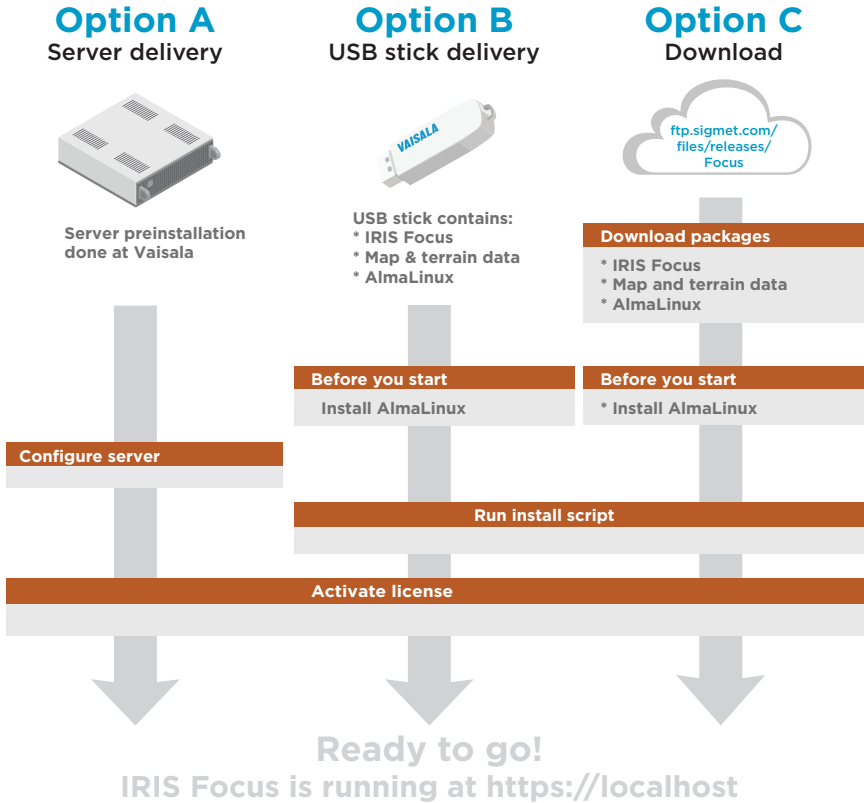 Option A
Server delivery
Server preinstallation
done at Vaisala
Option B
USB stick delivery
VAISALA
USB stick contains:
* IRIS Focus
* Map & terrain data
* AlmaLinux
Option C
Download
ftp.sigmet.com/
files/releases/
Focus
Download packages
* IRIS Focus
* Map and terrain data
* AlmaLinux
Before you start
Install AlmaLinux
Before you start
* Install AlmaLinux
Configure server
Run install script
Activate license
Ready to go!
IRIS Focus is running at https://localhost